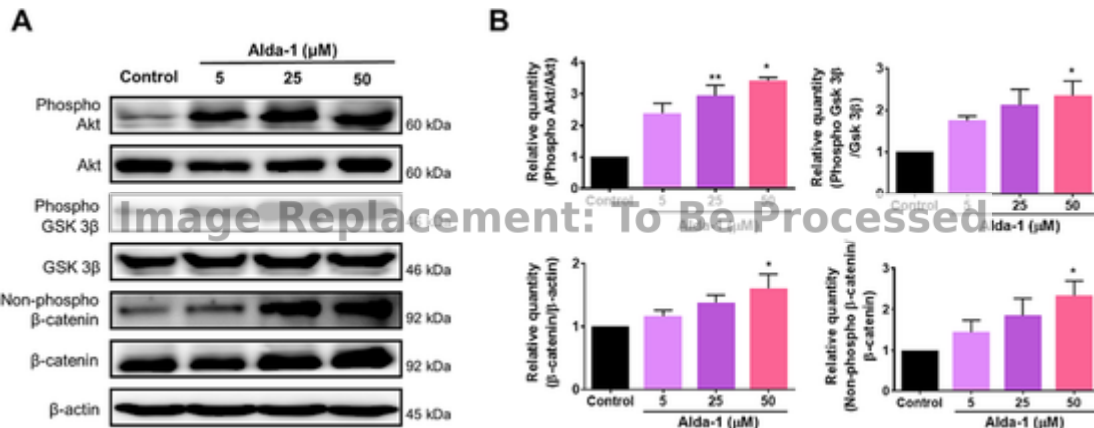 A
Alda-1 (μM)
Control 5 25 50
Phospho
Akt
60 kDa
Akt
60 kDa
Phospho
GSK 3β
46 kDa
GSK 3β
46 kDa
Non-phospho
β-catenin
92 kDa
β-catenin
92 kDa
β-actin
45 kDa
Image Replacement: To Be Processed
B
Relative quantity
(Phospho Akt/Akt)
4
3
2
1
0
** *
Control 5 25 50
Alda-1 (μM)
Relative quantity
(Phospho Gsk 3β
/Gsk 3β)
3
2
1
0
*
Control 5 25 50
Alda-1 (μM)
Relative quantity
(β-catenin/β-actin)
2
1
0
*
Control 5 25 50
Alda-1 (μM)
Relative quantity
(Non-phospho β-catenin/
β-catenin)
3
2
1
0
*
Control 5 25 50
Alda-1 (μM)